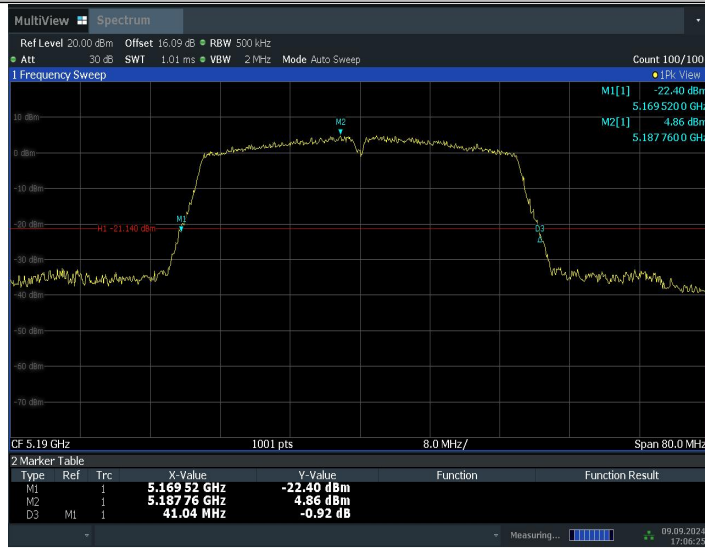 MultiView Spectrum
Ref Level 20.00 dBm Offset 16.09 dB RBW 500 kHz
Att 30 dB SWT 1.01 ms VBW 2 MHz Mode Auto Sweep Count 100/100
1 Frequency Sweep 1Pk View
M1[1] -22.40 dBm
5.1695200 GHz
M2[1] 4.86 dBm
5.1877600 GHz
10 dBm
M2
0 dBm
-10 dBm
-20 dBm
M1
H1 -21.140 dBm
D3
-30 dBm
-40 dBm
-50 dBm
-60 dBm
-70 dBm
CF 5.19 GHz 1001 pts 8.0 MHz/ Span 80.0 MHz
2 Marker Table
Type Ref Trc X-Value Y-Value Function Function Result
M1 1 5.169 52 GHz -22.40 dBm
M2 1 5.187 76 GHz 4.86 dBm
D3 M1 1 41.04 MHz -0.92 dB
Measuring... 09.09.2024
17:06:25